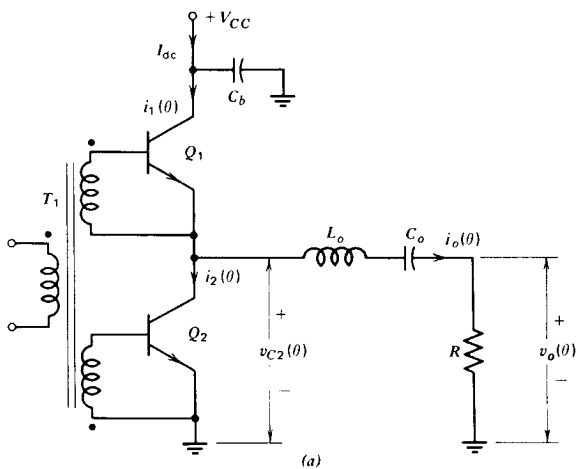 + V_CC
I_dc
C_b
i_1(θ)
Q_1
T_1
L_o
C_o
i_o(θ)
i_2(θ)
+
+
Q_2
v_C2(θ)
R
v_o(θ)
−
−
(a)